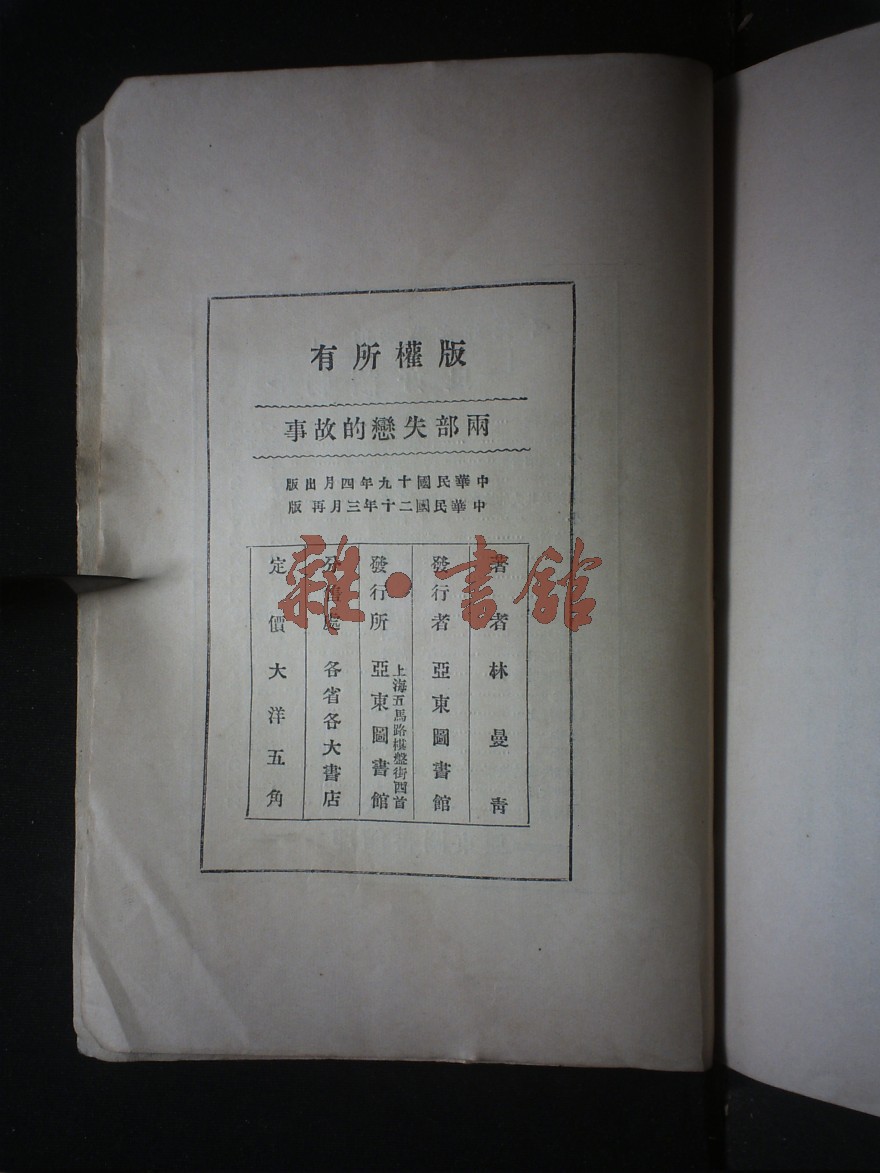 版權所有
兩部失戀的故事
中華民國十九年四月出版
中華民國二十年三月再版
著者 林曼青
發行者 亞東圖書館
發行所 亞東圖書館
上海五馬路棋盤街西首
分售處 各省各大書店
定價 大洋五角
雜·書館